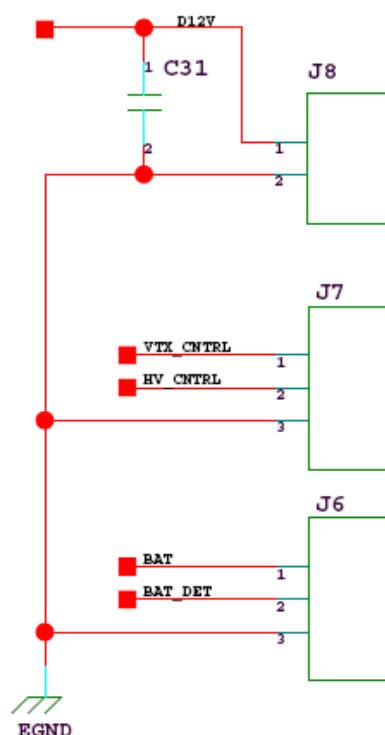 D12V
1 C31
J8
1
2
2
J7
VTX_CNTRL
1
HV_CNTRL
2
3
J6
BAT
1
BAT_DET
2
3
EGND